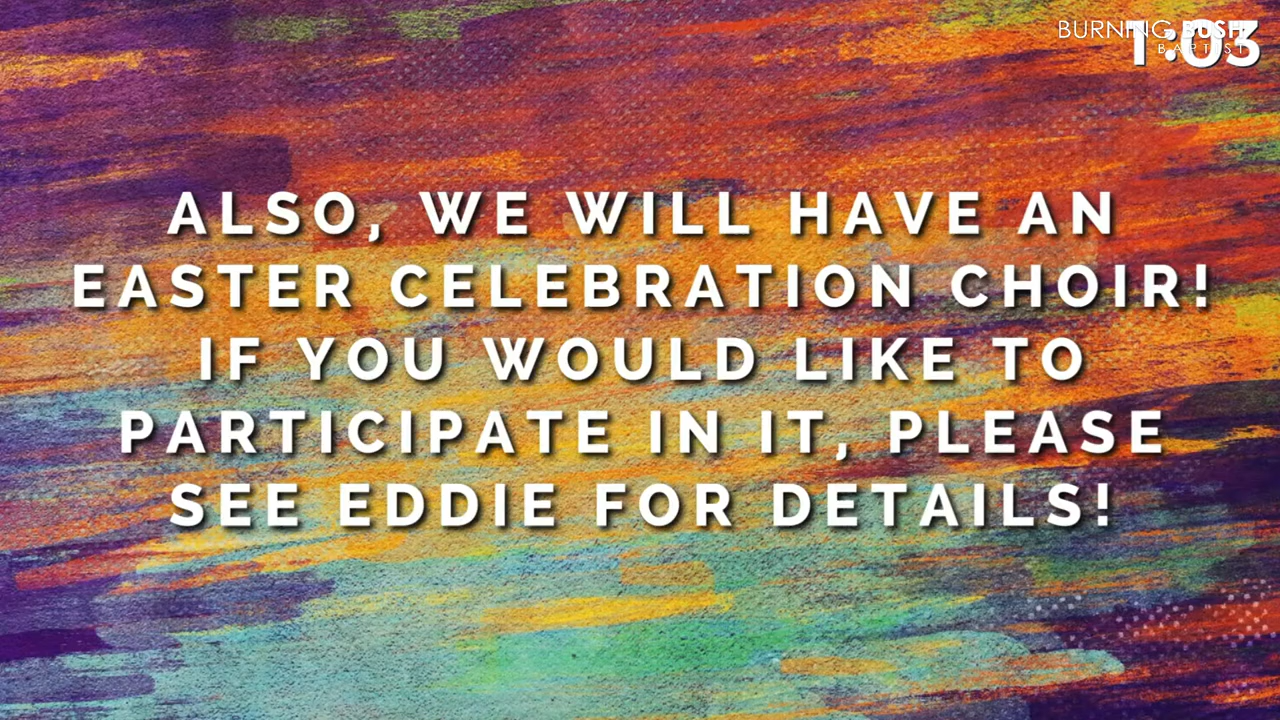 BURNING BUSH
BAPTIST
1:03
ALSO, WE WILL HAVE AN
EASTER CELEBRATION CHOIR!
IF YOU WOULD LIKE TO
PARTICIPATE IN IT, PLEASE
SEE EDDIE FOR DETAILS!